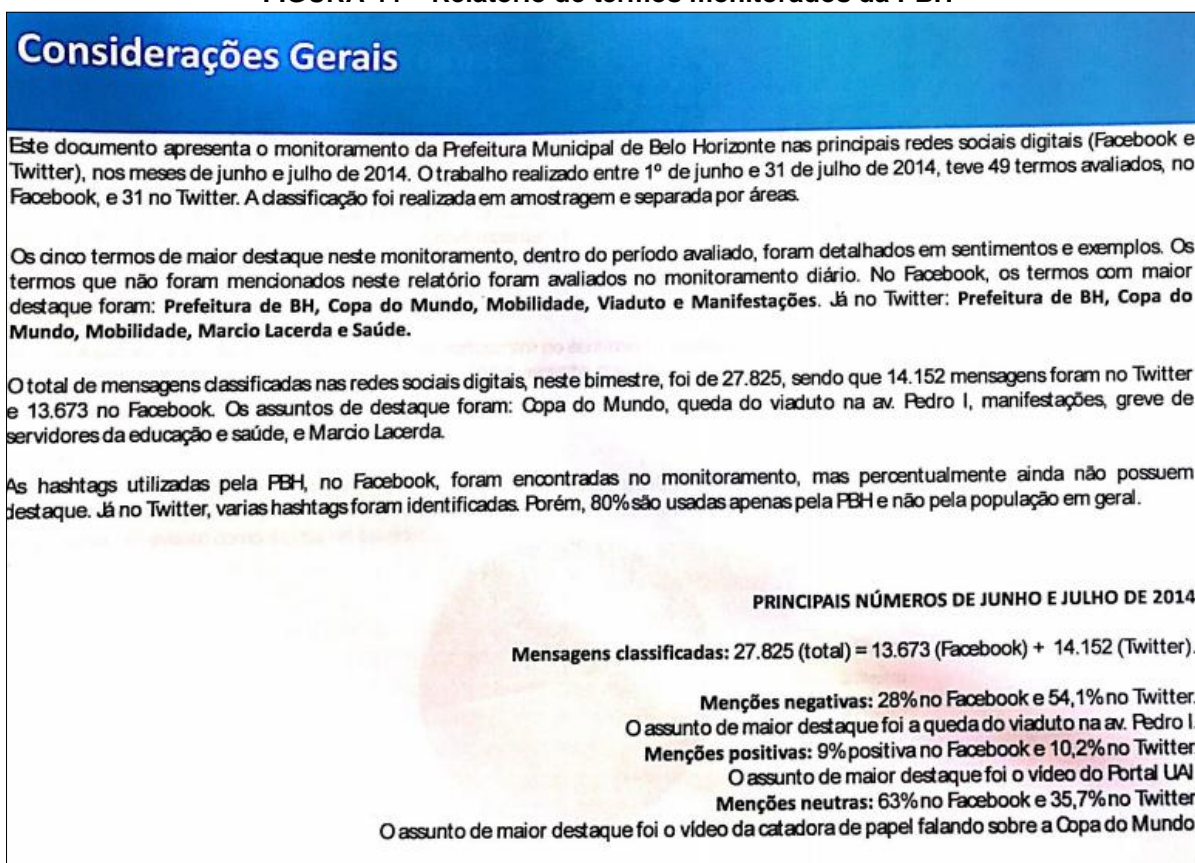 Considerações Gerais
Este documento apresenta o monitoramento da Prefeitura Municipal de Belo Horizonte nas principais redes sociais digitais (Facebook e
Twitter), nos meses de junho e julho de 2014. O trabalho realizado entre 1º de junho e 31 de julho de 2014, teve 49 termos avaliados, no
Facebook, e 31 no Twitter. A classificação foi realizada em amostragem e separada por áreas.
Os cinco termos de maior destaque neste monitoramento, dentro do período avaliado, foram detalhados em sentimentos e exemplos. Os
termos que não foram mencionados neste relatório foram avaliados no monitoramento diário. No Facebook, os termos com maior
destaque foram: Prefeitura de BH, Copa do Mundo, Mobilidade, Viaduto e Manifestações. Já no Twitter: Prefeitura de BH, Copa do
Mundo, Mobilidade, Marcio Lacerda e Saúde.
O total de mensagens classificadas nas redes sociais digitais, neste bimestre, foi de 27.825, sendo que 14.152 mensagens foram no Twitter
e 13.673 no Facebook. Os assuntos de destaque foram: Copa do Mundo, queda do viaduto na av. Pedro I, manifestações, greve de
servidores da educação e saúde, e Marcio Lacerda.
As hashtags utilizadas pela PBH, no Facebook, foram encontradas no monitoramento, mas percentualmente ainda não possuem
destaque. Já no Twitter, varias hashtags foram identificadas. Porém, 80% são usadas apenas pela PBH e não pela população em geral.
PRINCIPAIS NÚMEROS DE JUNHO E JULHO DE 2014
Mensagens classificadas: 27.825 (total) = 13.673 (Facebook) + 14.152 (Twitter).
Menções negativas: 28% no Facebook e 54,1% no Twitter.
O assunto de maior destaque foi a queda do viaduto na av. Pedro I.
Menções positivas: 9% positiva no Facebook e 10,2% no Twitter
O assunto de maior destaque foi o vídeo do Portal UAI
Menções neutras: 63% no Facebook e 35,7% no Twitter
O assunto de maior destaque foi o vídeo da catadora de papel falando sobre a Copa do Mundo